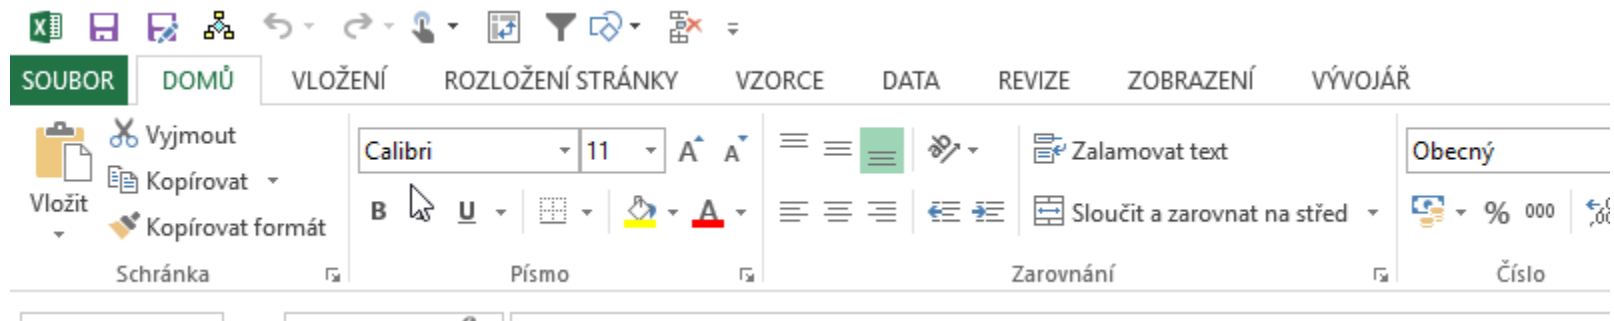 SOUBOR DOMŮ VLOŽENÍ ROZLOŽENÍ STRÁNKY VZORCE DATA REVIZE ZOBRAZENÍ VÝVOJÁŘ
Vložit
Vyjmout
Kopírovat
Kopírovat formát
Schránka
Calibri 11 A A
B U A
Písmo
Zalamovat text
Sloučit a zarovnat na střed
Zarovnání
Obecný
% 000
Číslo